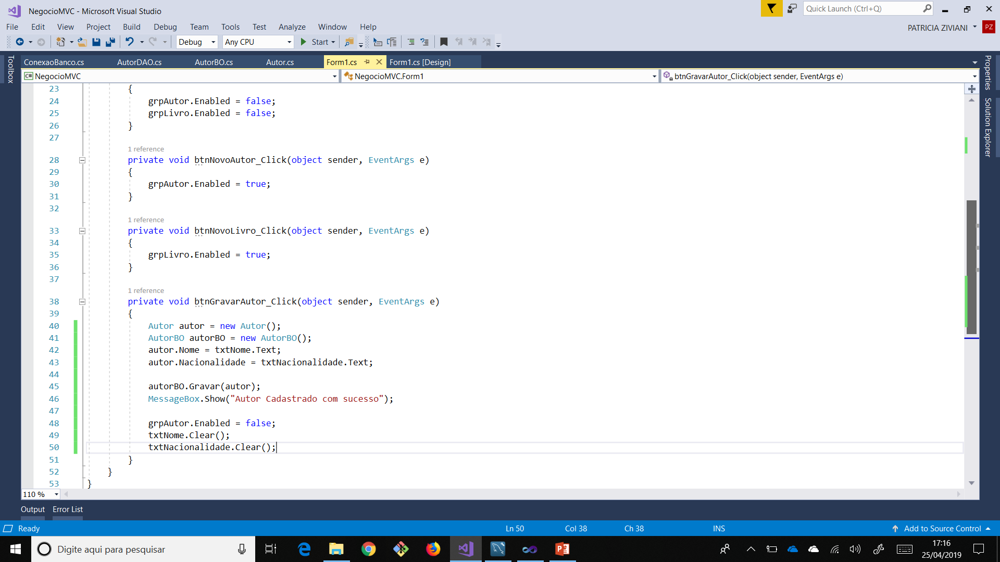 NegocioMVC - Microsoft Visual Studio
Quick Launch (Ctrl+Q)
File Edit View Project Build Debug Team Tools Test Analyze Window Help
PATRICIA ZIVIANI PZ
Debug Any CPU Start
Toolbox
ConexaoBanco.cs AutorDAO.cs AutorBO.cs Autor.cs Form1.cs Form1.cs [Design]
Properties
Solution Explorer
C# NegocioMVC NegocioMVC.Form1 btnGravarAutor_Click(object sender, EventArgs e)
23 {
24 grpAutor.Enabled = false;
25 grpLivro.Enabled = false;
26 }
27
1 reference
28 private void btnNovoAutor_Click(object sender, EventArgs e)
29 {
30 grpAutor.Enabled = true;
31 }
32
1 reference
33 private void btnNovoLivro_Click(object sender, EventArgs e)
34 {
35 grpLivro.Enabled = true;
36 }
37
1 reference
38 private void btnGravarAutor_Click(object sender, EventArgs e)
39 {
40 Autor autor = new Autor();
41 AutorBO autorBO = new AutorBO();
42 autor.Nome = txtNome.Text;
43 autor.Nacionalidade = txtNacionalidade.Text;
44
45 autorBO.Gravar(autor);
46 MessageBox.Show("Autor Cadastrado com sucesso");
47
48 grpAutor.Enabled = false;
49 txtNome.Clear();
50 txtNacionalidade.Clear();
51 }
52 }
53 }
110 %
Output Error List
Ready Ln 50 Col 38 Ch 38 INS Add to Source Control
Digite aqui para pesquisar
17:16
25/04/2019